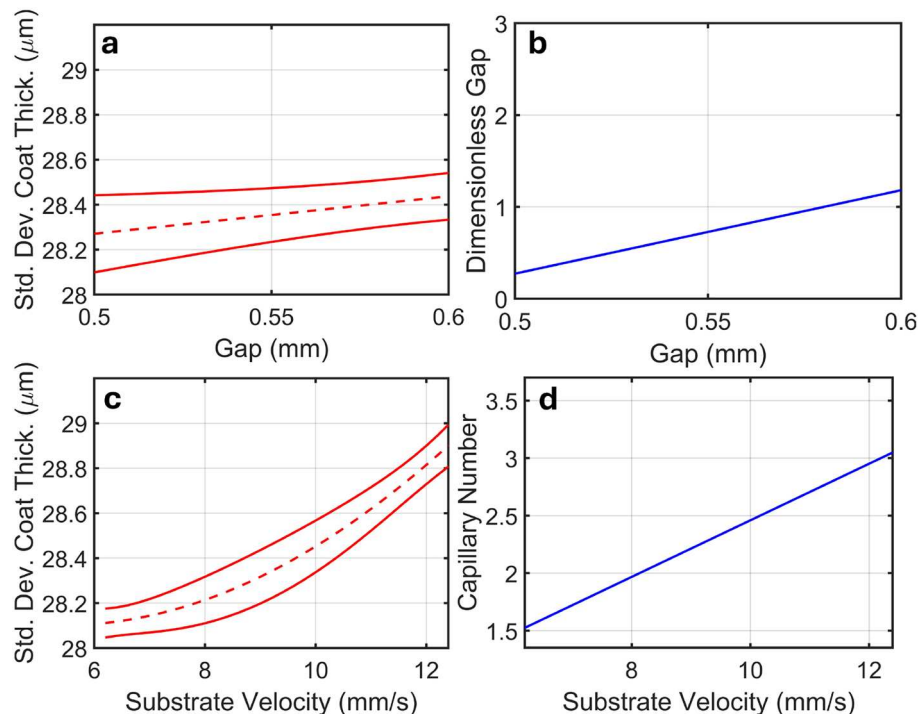 a
Std. Dev. Coat Thick. (μm)
29
28.8
28.6
28.4
28.2
28
0.5
0.55
0.6
Gap (mm)
b
Dimensionless Gap
3
2
1
0
0.5
0.55
0.6
Gap (mm)
c
Std. Dev. Coat Thick. (μm)
29
28.8
28.6
28.4
28.2
28
6
8
10
12
Substrate Velocity (mm/s)
d
Capillary Number
3.5
3
2.5
2
1.5
8
10
12
Substrate Velocity (mm/s)